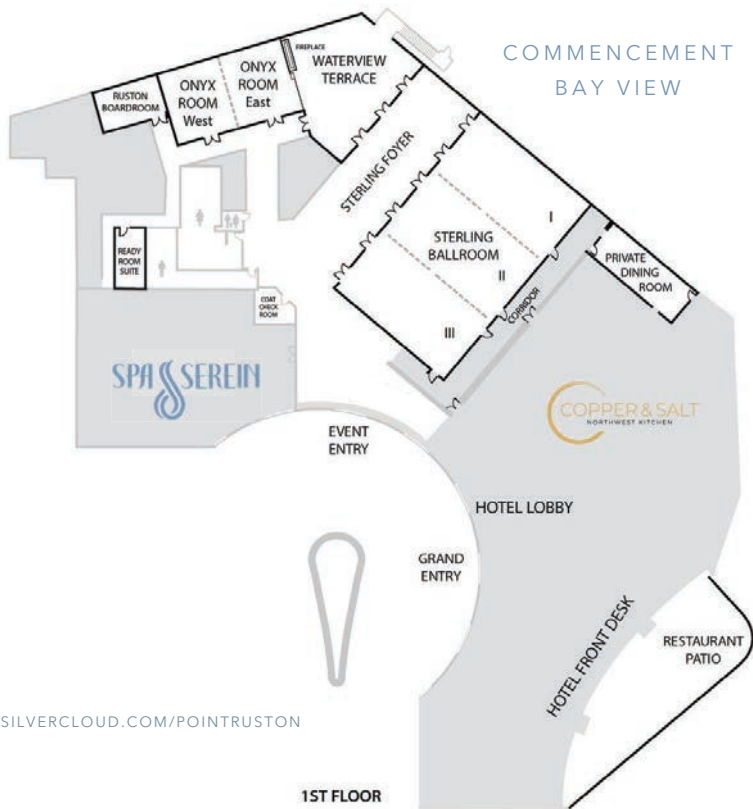 COMMENCEMENT
BAY VIEW
FIREPLACE
WATERVIEW
TERRACE
ONYX
ROOM
East
ONYX
ROOM
West
RUSTON
BOARDROOM
STERLING FOYER
I
STERLING
BALLROOM
II
III
CORRIDOR
PRIVATE
DINING
ROOM
READY
ROOM
SUITE
COAT
CHECK
ROOM
SPA SEREIN
COPPER & SALT
NORTHWEST KITCHEN
EVENT
ENTRY
HOTEL LOBBY
GRAND
ENTRY
HOTEL FRONT DESK
RESTAURANT
PATIO
SILVERCLOUD.COM/POINTRUSTON
1ST FLOOR